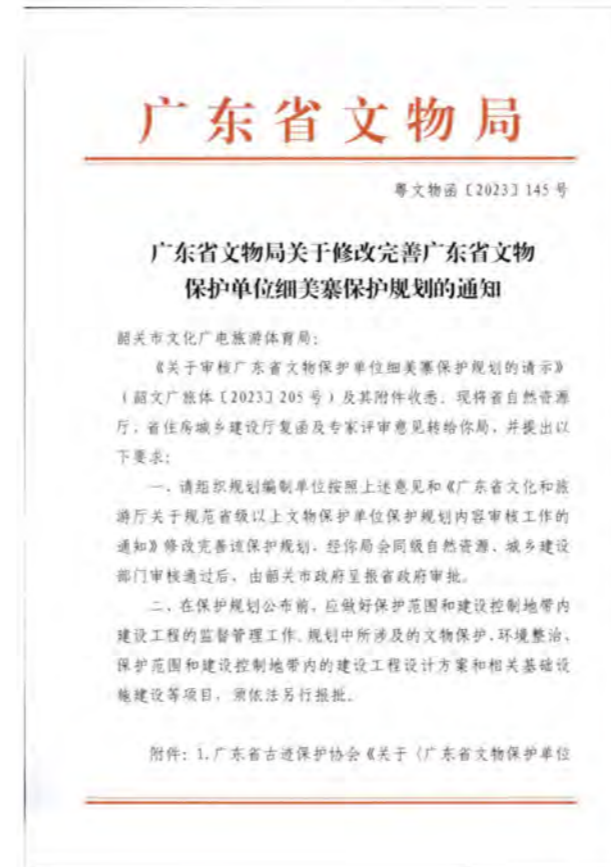 广东省文物局
粤文物函〔2023〕145号
广东省文物局关于修改完善广东省文物
保护单位细美寨保护规划的通知
韶关市文化广电旅游体育局：
《关于审核广东省文物保护单位细美寨保护规划的请示》
（韶文广旅体〔2023〕205号）及其附件收悉。现将省自然资源
厅、省住房城乡建设厅复函及专家评审意见转给你局，并提出以
下要求：
一、请组织规划编制单位按照上述意见和《广东省文化和旅
游厅关于规范省级以上文物保护单位保护规划内容审核工作的
通知》修改完善该保护规划，经你局会同级自然资源、城乡建设
部门审核通过后，由韶关市政府呈报省政府审批。
二、在保护规划公布前，应做好保护范围和建设控制地带内
建设工程的监督管理工作。规划中所涉及的文物保护、环境整治、
保护范围和建设控制地带内的建设工程设计方案和相关基础设
施建设等项目，须依法另行报批。
附件：1.广东省古迹保护协会《关于〈广东省文物保护单位